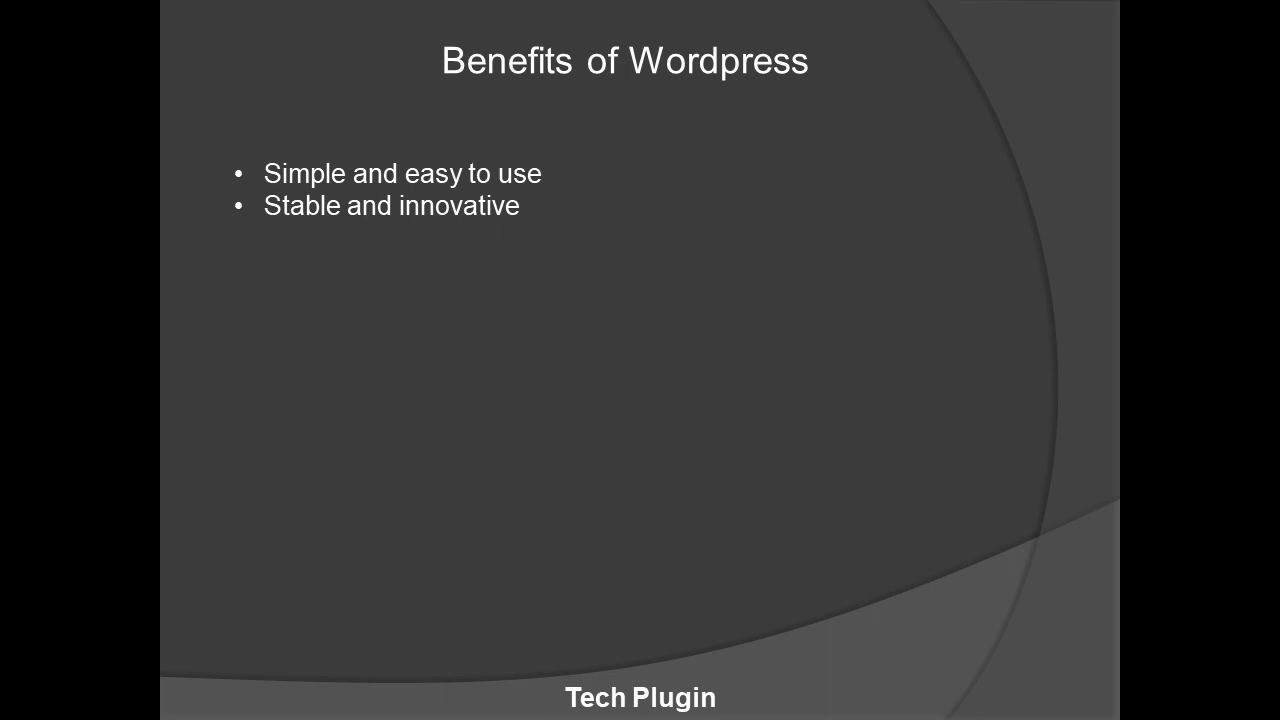 Benefits of Wordpress
• Simple and easy to use
• Stable and innovative
Tech Plugin